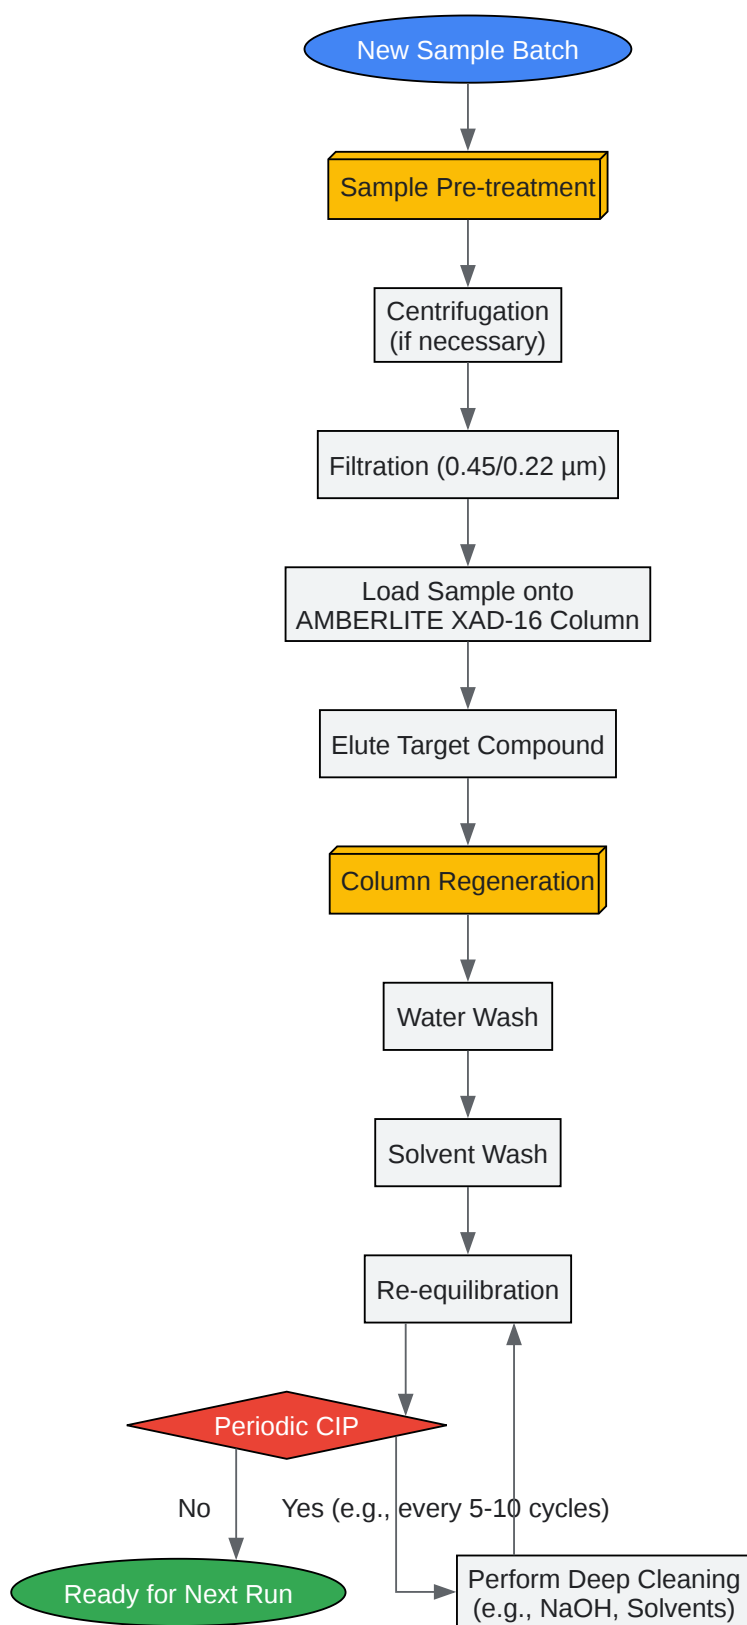 New Sample Batch
Sample Pre-treatment
Centrifugation
(if necessary)
Filtration (0.45/0.22 µm)
Load Sample onto
AMBERLITE XAD-16 Column
Elute Target Compound
Column Regeneration
Water Wash
Solvent Wash
Re-equilibration
Periodic CIP
No
Yes (e.g., every 5-10 cycles)
Ready for Next Run
Perform Deep Cleaning
(e.g., NaOH, Solvents)